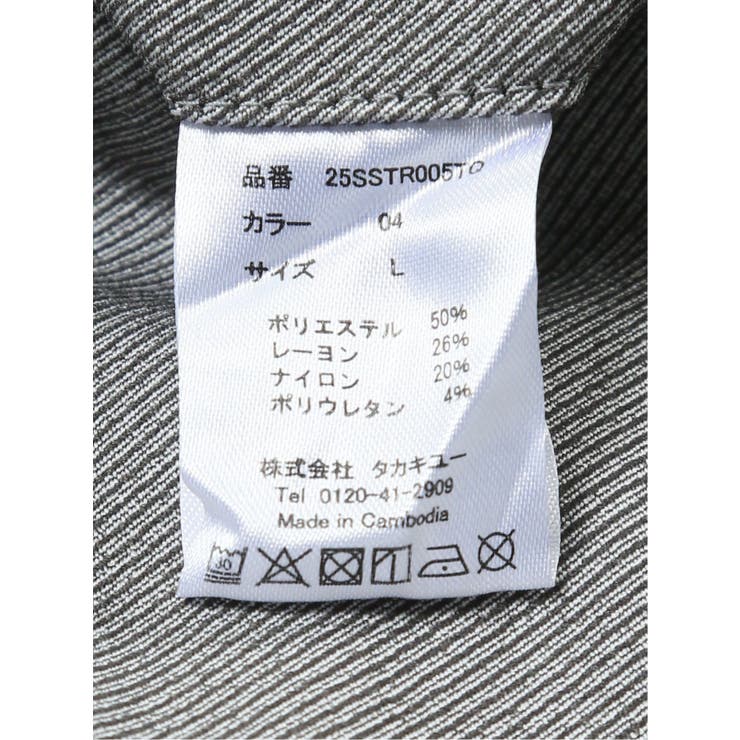 品番 25SSTR005TQ
カラー 04
サイズ L
ポリエステル 50%
レーヨン 26%
ナイロン 20%
ポリウレタン 4%
株式会社 タカキュー
Tel 0120-41-2909
Made in Cambodia
30